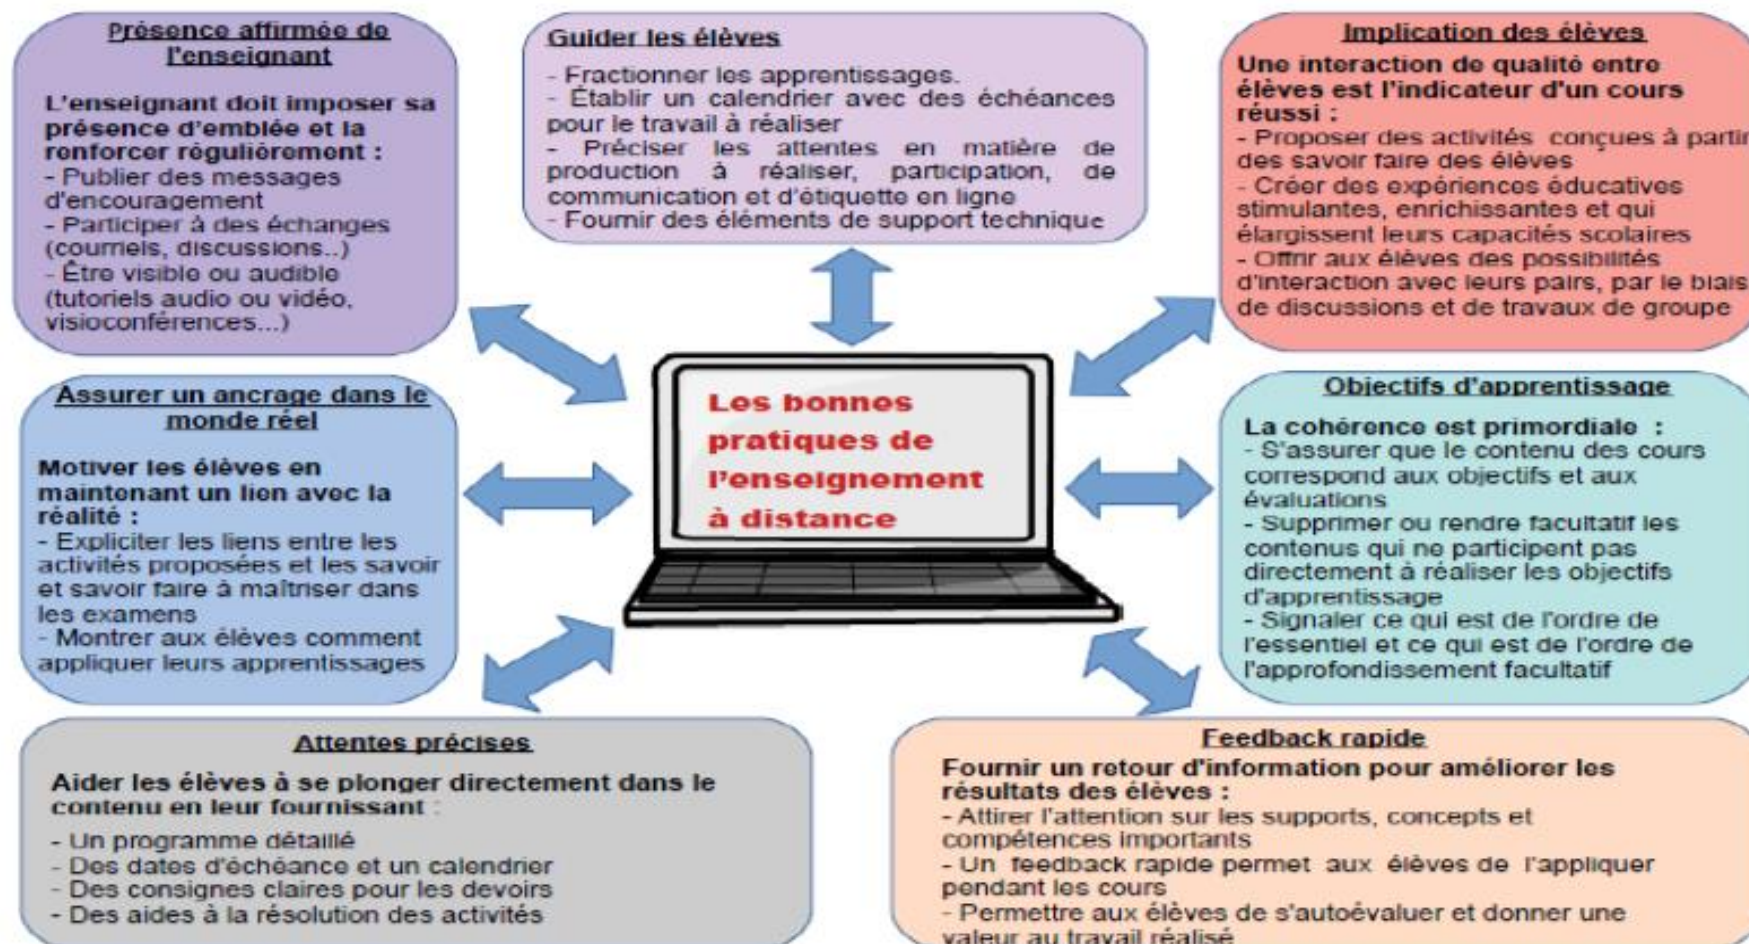 Présence affirmée de
l'enseignant
L'enseignant doit imposer sa
présence d'emblée et la
renforcer régulièrement :
- Publier des messages
d'encouragement
- Participer à des échanges
(courriels, discussions..)
- Être visible ou audible
(tutoriels audio ou vidéo,
visioconférences...)
Guider les élèves
- Fractionner les apprentissages.
- Établir un calendrier avec des échéances
pour le travail à réaliser
- Préciser les attentes en matière de
production à réaliser, participation, de
communication et d'étiquette en ligne
- Fournir des éléments de support technique
Implication des élèves
Une interaction de qualité entre
élèves est l'indicateur d'un cours
réussi :
- Proposer des activités conçues à partir
des savoir faire des élèves
- Créer des expériences éducatives
stimulantes, enrichissantes et qui
élargissent leurs capacités scolaires
- Offrir aux élèves des possibilités
d'interaction avec leurs pairs, par le biais
de discussions et de travaux de groupe
Assurer un ancrage dans le
monde réel
Motiver les élèves en
maintenant un lien avec la
réalité :
- Expliciter les liens entre les
activités proposées et les savoir
et savoir faire à maîtriser dans
les examens
- Montrer aux élèves comment
appliquer leurs apprentissages
Les bonnes
pratiques de
l'enseignement
à distance
Objectifs d'apprentissage
La cohérence est primordiale :
- S'assurer que le contenu des cours
correspond aux objectifs et aux
évaluations
- Supprimer ou rendre facultatif les
contenus qui ne participent pas
directement à réaliser les objectifs
d'apprentissage
- Signaler ce qui est de l'ordre de
l'essentiel et ce qui est de l'ordre de
l'approfondissement facultatif
Attentes précises
Aider les élèves à se plonger directement dans le
contenu en leur fournissant :
- Un programme détaillé
- Des dates d'échéance et un calendrier
- Des consignes claires pour les devoirs
- Des aides à la résolution des activités
Feedback rapide
Fournir un retour d'information pour améliorer les
résultats des élèves :
- Attirer l'attention sur les supports, concepts et
compétences importants
- Un feedback rapide permet aux élèves de l'appliquer
pendant les cours
- Permettre aux élèves de s'autoévaluer et donner une
valeur au travail réalisé